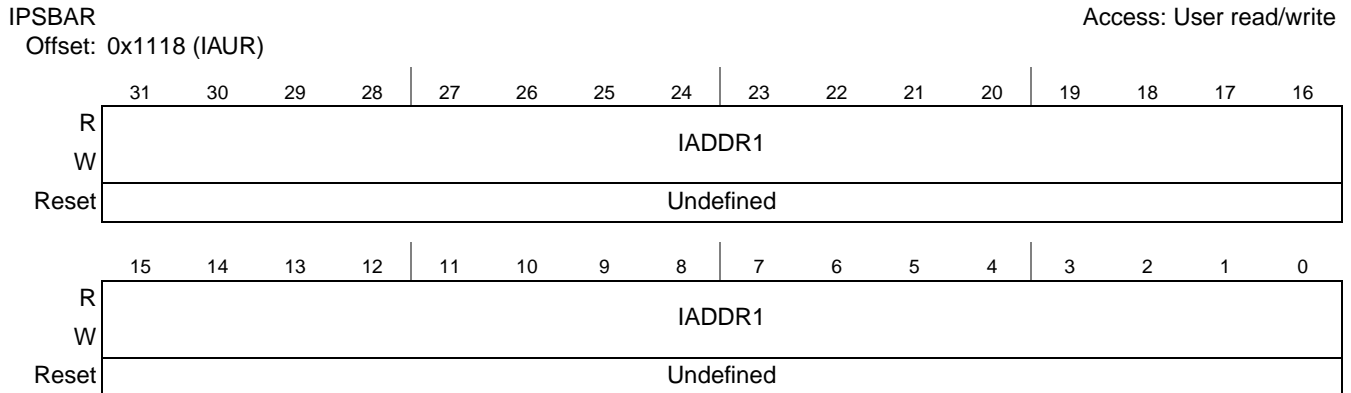 IPSBAR Access: User read/write
Offset: 0x1118 (IAUR)
31 30 29 28 27 26 25 24 23 22 21 20 19 18 17 16
R
IADDR1
W
Reset Undefined
15 14 13 12 11 10 9 8 7 6 5 4 3 2 1 0
R
IADDR1
W
Reset Undefined